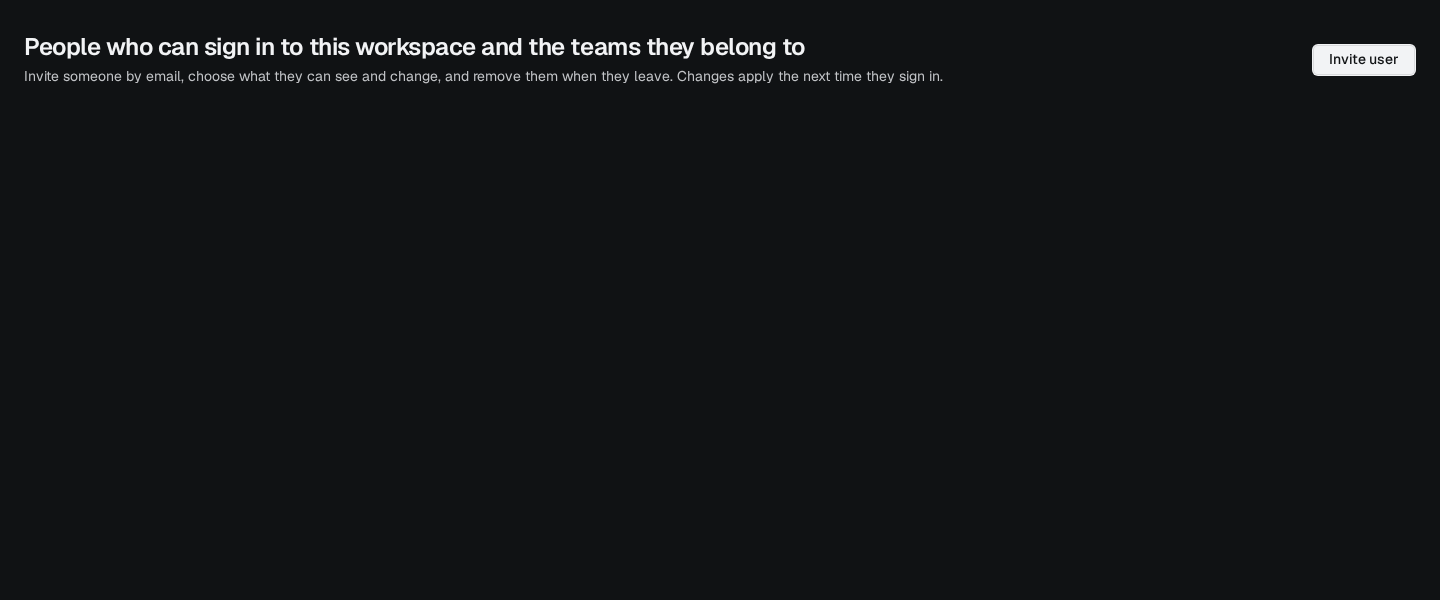 People who can sign in to this workspace and the teams they belong to
Invite someone by email, choose what they can see and change, and remove them when they leave. Changes apply the next time they sign in.
Invite user